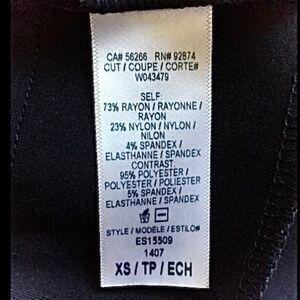 CA# 56266 RN# 92874
CUT / COUPE / CORTE#
W043479
SELF
73% RAYON / RAYONNE /
RAYON
23% NYLON / NYLON /
NILON
4% SPANDEX /
ELASTHANNE / SPANDEX
CONTRAST
95% POLYESTER /
POLYESTER / POLIESTER
5% SPANDEX /
ELASTHANNE / SPANDEX
STYLE / MODÈLE / ESTILO#
ES15509
1407
XS / TP / ECH